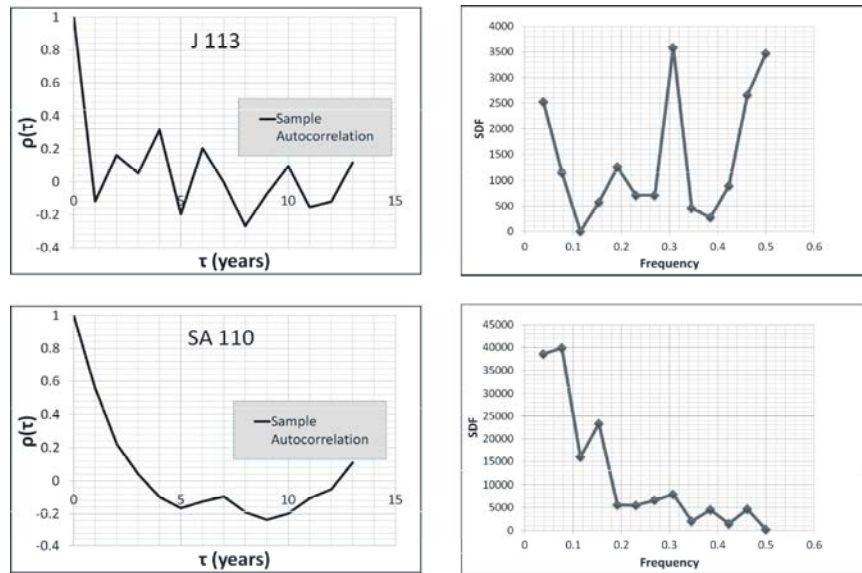 J 113
1
0.8
0.6
0.4
0.2
0
-0.2
-0.4
ρ(τ)
0 5 10 15
τ (years)
Sample
Autocorrelation
4000
3500
3000
2500
2000
1500
1000
500
0
SDF
0 0.1 0.2 0.3 0.4 0.5 0.6
Frequency
SA 110
1
0.8
0.6
0.4
0.2
0
-0.2
-0.4
ρ(τ)
0 5 10 15
τ (years)
Sample
Autocorrelation
45000
40000
35000
30000
25000
20000
15000
10000
5000
0
SDF
0 0.1 0.2 0.3 0.4 0.5 0.6
Frequency